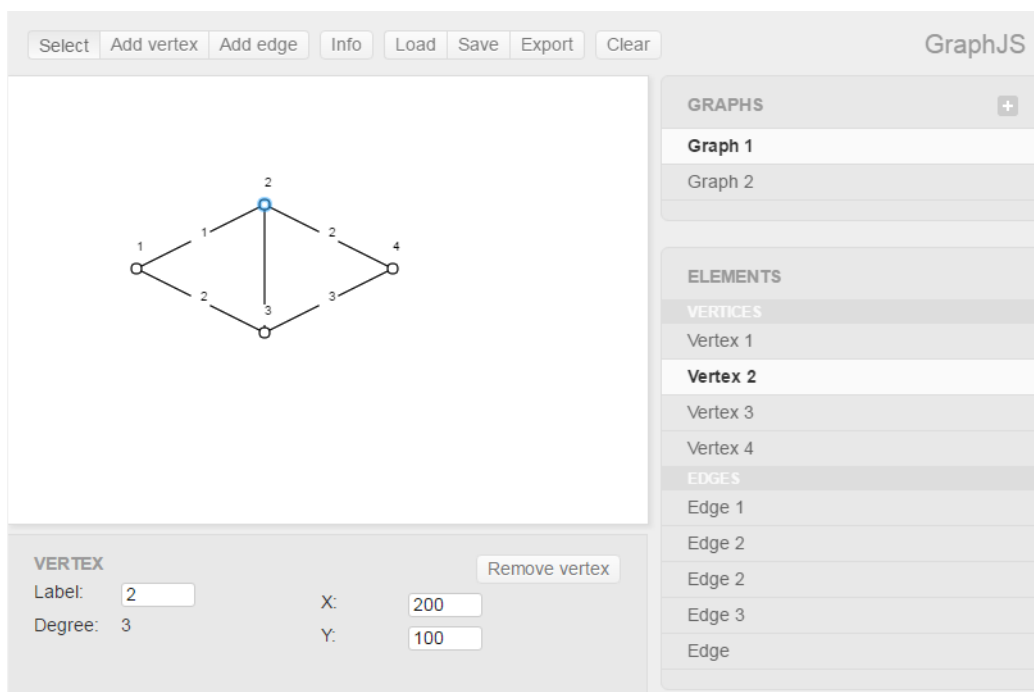 Select Add vertex Add edge Info Load Save Export Clear GraphJS
GRAPHS +
Graph 1
Graph 2
2
1 1 2 4
2 3 3
ELEMENTS
VERTICES
Vertex 1
Vertex 2
Vertex 3
Vertex 4
EDGES
Edge 1
Edge 2
Edge 2
Edge 3
Edge
VERTEX Remove vertex
Label: 2 X: 200
Degree: 3 Y: 100